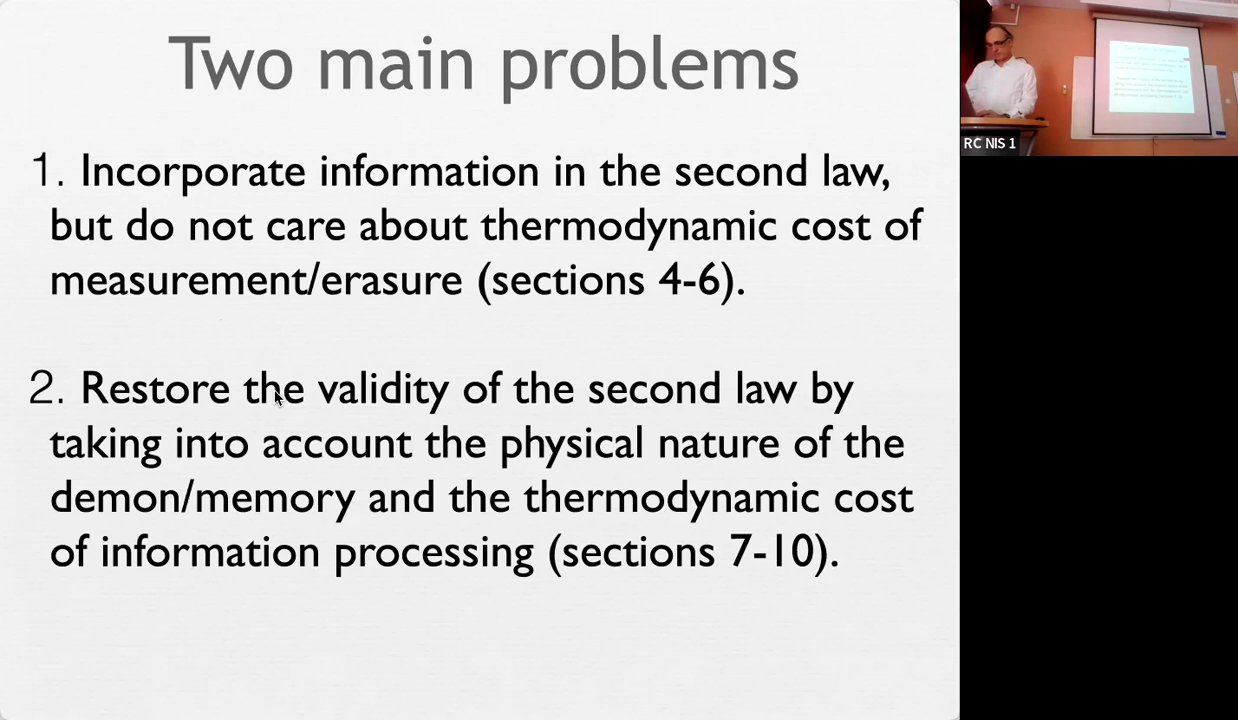 Two main problems
1. Incorporate information in the second law,
but do not care about thermodynamic cost of
measurement/erasure (sections 4-6).
2. Restore the validity of the second law by
taking into account the physical nature of the
demon/memory and the thermodynamic cost
of information processing (sections 7-10).
RC NIS 1